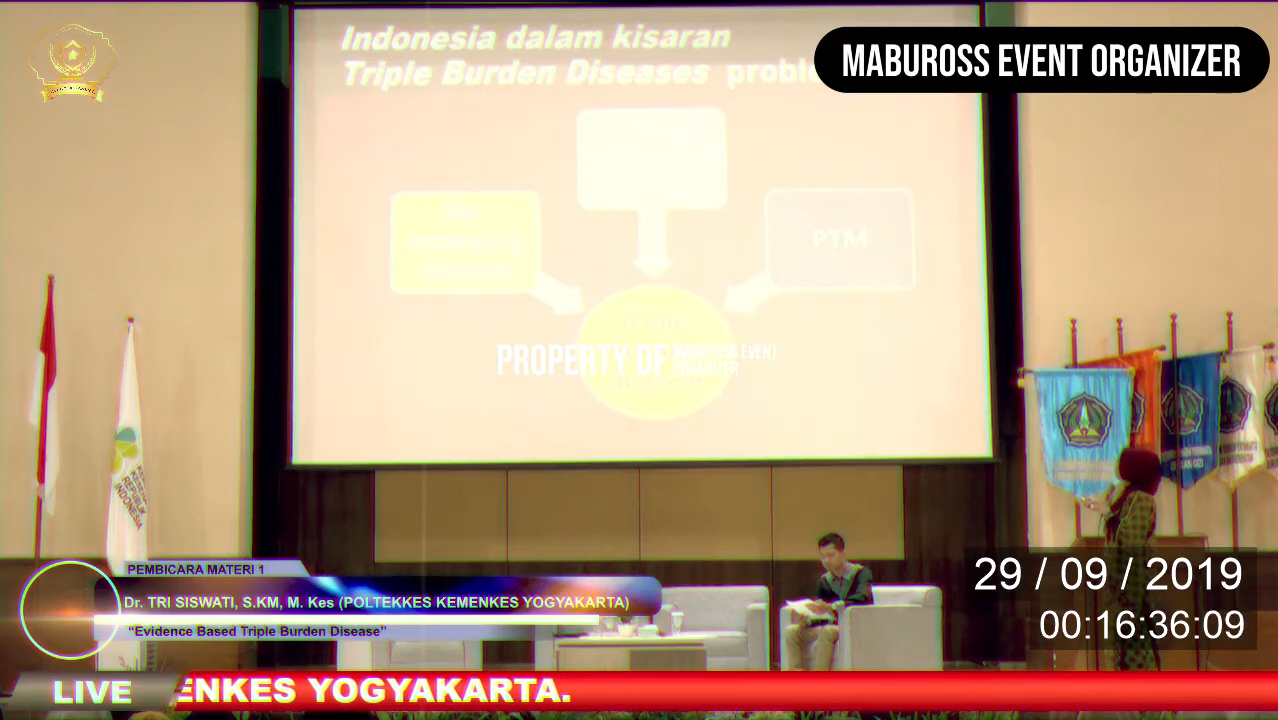 Indonesia dalam kisaran
Triple Burden Diseases proble
MABUROSS EVENT ORGANIZER
PTM
PROPERTY OF MABUROSS EVENT
ORGANIZER
REPUBLIK
INDONESIA
PEMBICARA MATERI 1
Dr. TRI SISWATI, S.KM, M. Kes (POLTEKKES KEMENKES YOGYAKARTA)
“Evidence Based Triple Burden Disease”
29 / 09 / 2019
00:16:36:09
LIVE
ENKES YOGYAKARTA.